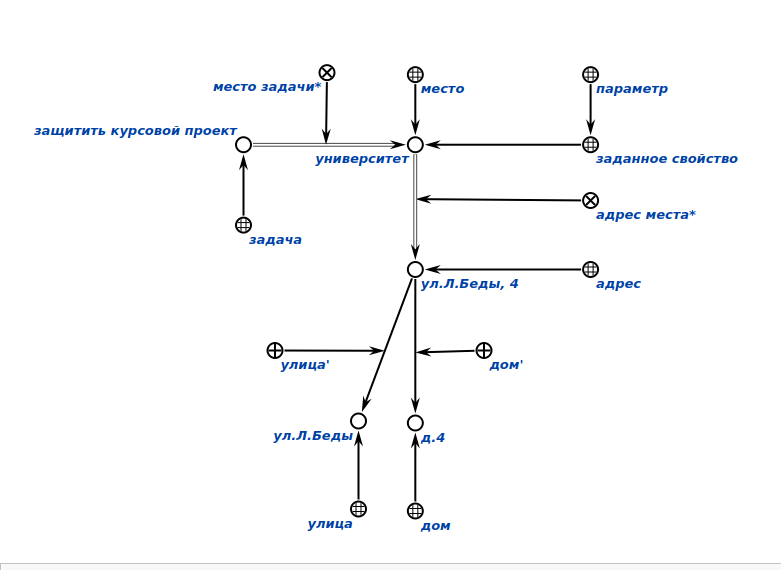 место задачи*
место
параметр
защитить курсовой проект
университет
заданное свойство
адрес места*
задача
ул.Л.Беды, 4
адрес
улица'
дом'
ул.Л.Беды
д.4
улица
дом